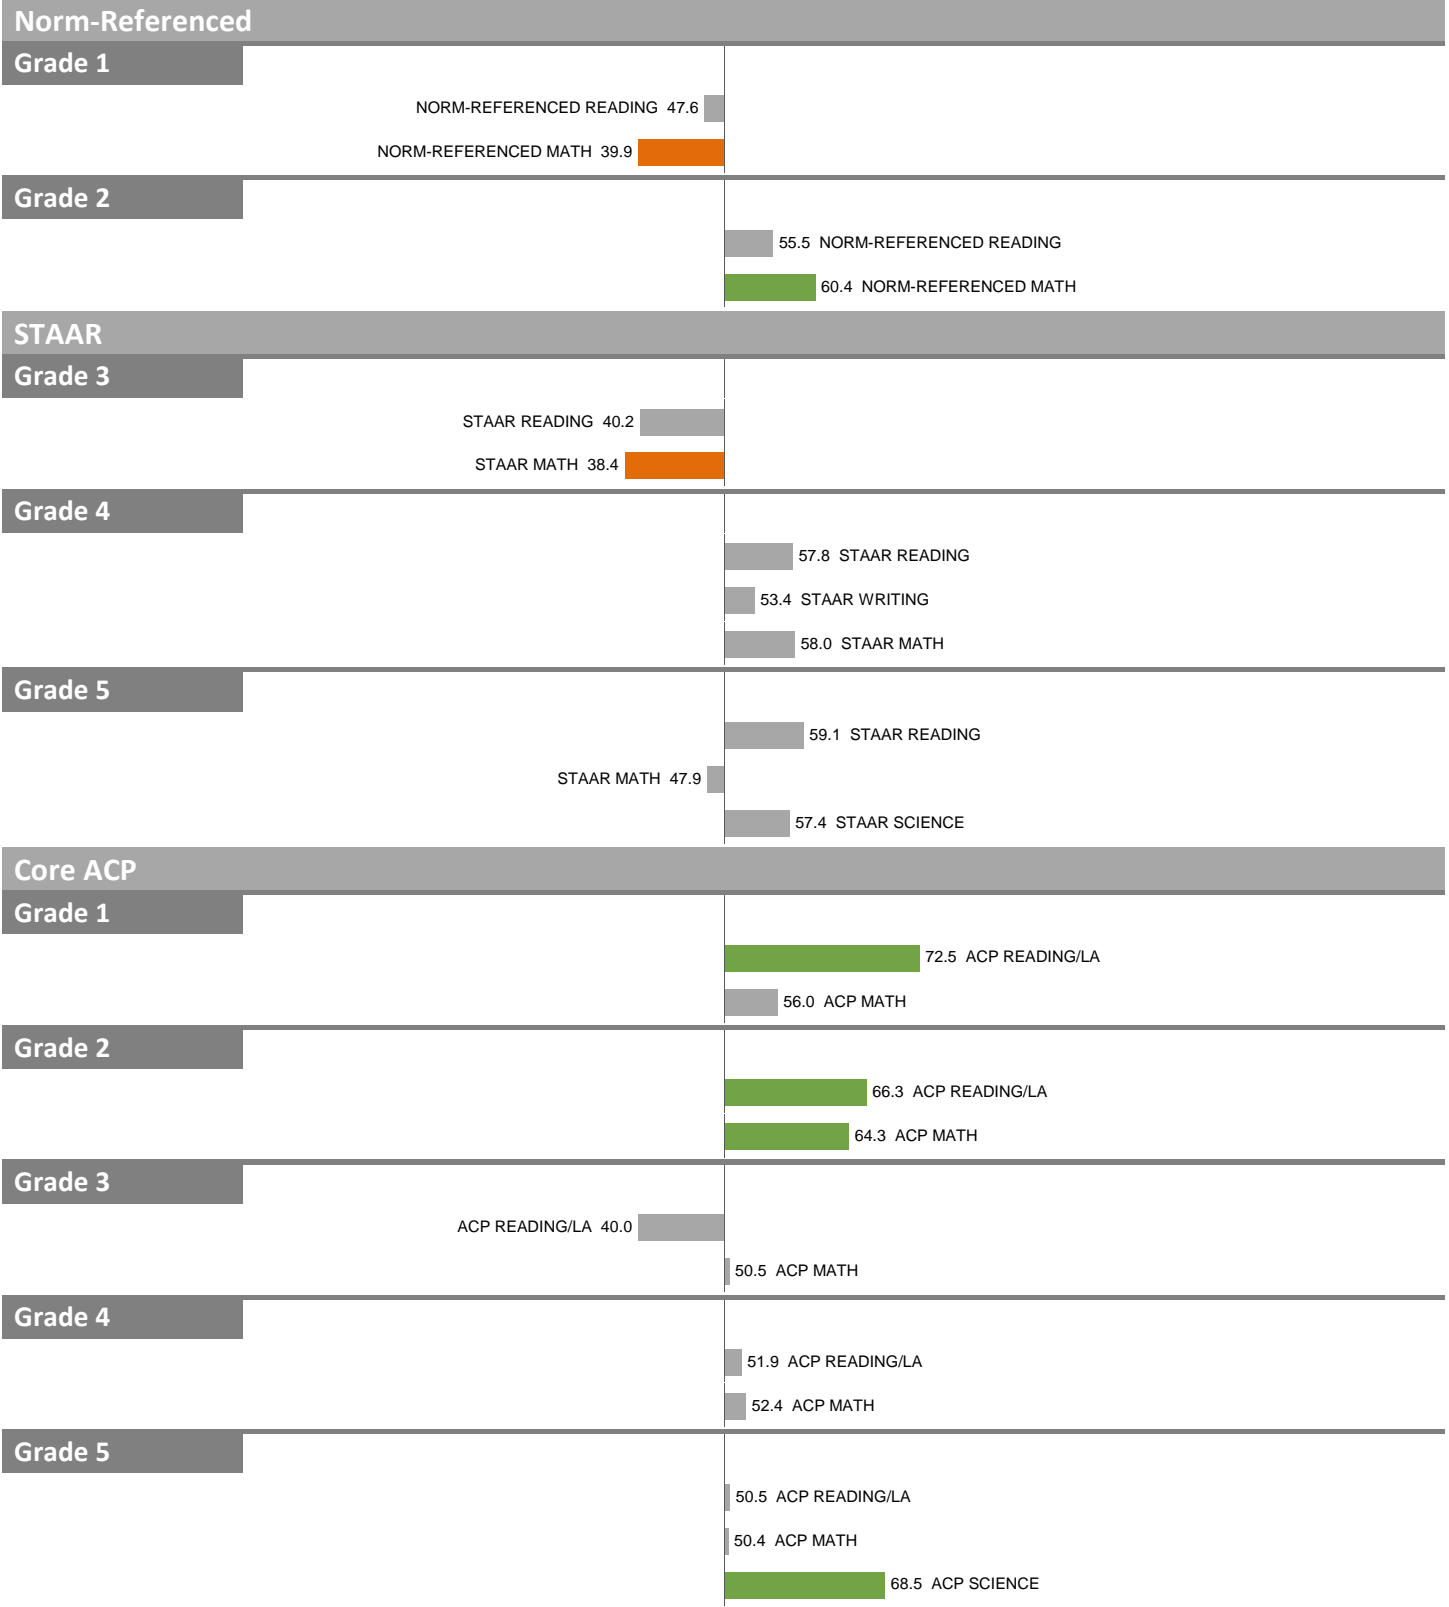 Norm-Referenced
Grade 1
NORM-REFERENCED READING 47.6
NORM-REFERENCED MATH 39.9
Grade 2
55.5 NORM-REFERENCED READING
60.4 NORM-REFERENCED MATH
STAAR
Grade 3
STAAR READING 40.2
STAAR MATH 38.4
Grade 4
57.8 STAAR READING
53.4 STAAR WRITING
58.0 STAAR MATH
Grade 5
59.1 STAAR READING
STAAR MATH 47.9
57.4 STAAR SCIENCE
Core ACP
Grade 1
72.5 ACP READING/LA
56.0 ACP MATH
Grade 2
66.3 ACP READING/LA
64.3 ACP MATH
Grade 3
ACP READING/LA 40.0
50.5 ACP MATH
Grade 4
51.9 ACP READING/LA
52.4 ACP MATH
Grade 5
50.5 ACP READING/LA
50.4 ACP MATH
68.5 ACP SCIENCE